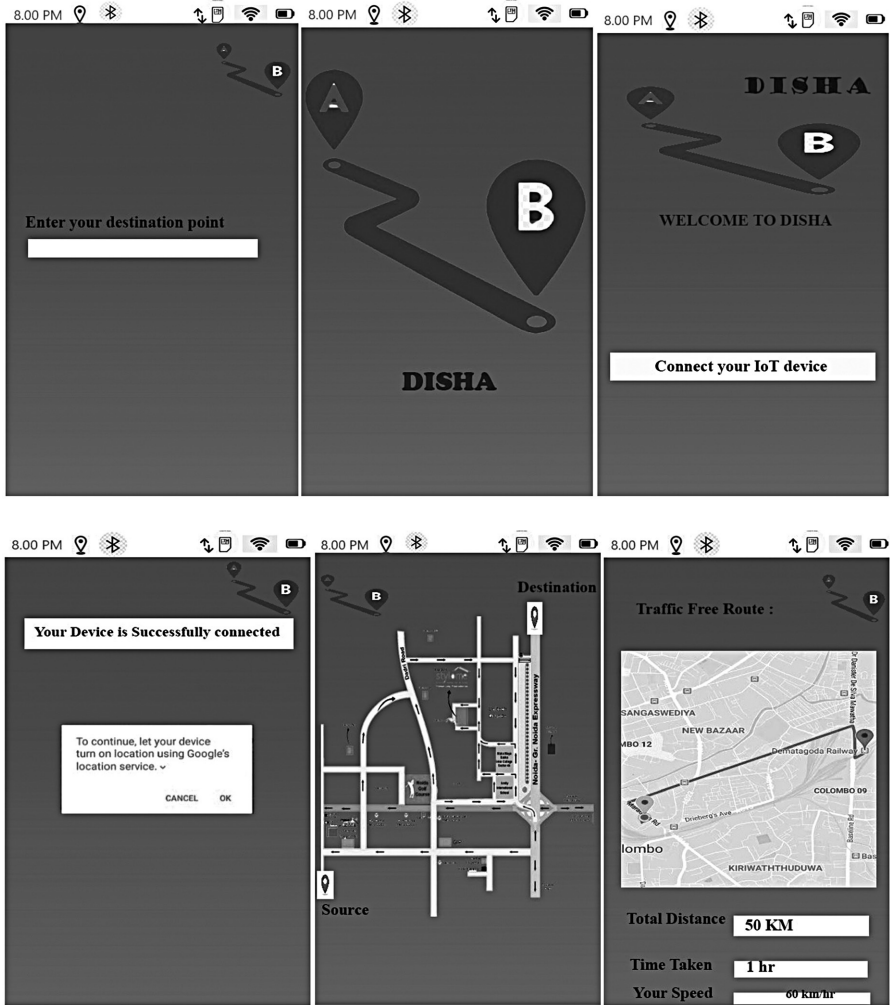 8.00 PM
B
Enter your destination point
8.00 PM
A
B
DISHA
8.00 PM
DISHA
A
B
WELCOME TO DISHA
Connect your IoT device
8.00 PM
B
Your Device is Successfully connected
To continue, let your device
turn on location using Google's
location service.
CANCEL
OK
8.00 PM
B
Destination
Noida- Gr. Noida Expressway
Source
8.00 PM
B
Traffic Free Route :
SANGASWEDIYA
NEW BAZAAR
MBO 12
Dematagoda Railway
COLOMBO 09
Drieberg's Ave
lombo
KIRIWATHTHUDUWA
Bas
Total Distance
50 KM
Time Taken
1 hr
Your Speed
60 km/hr